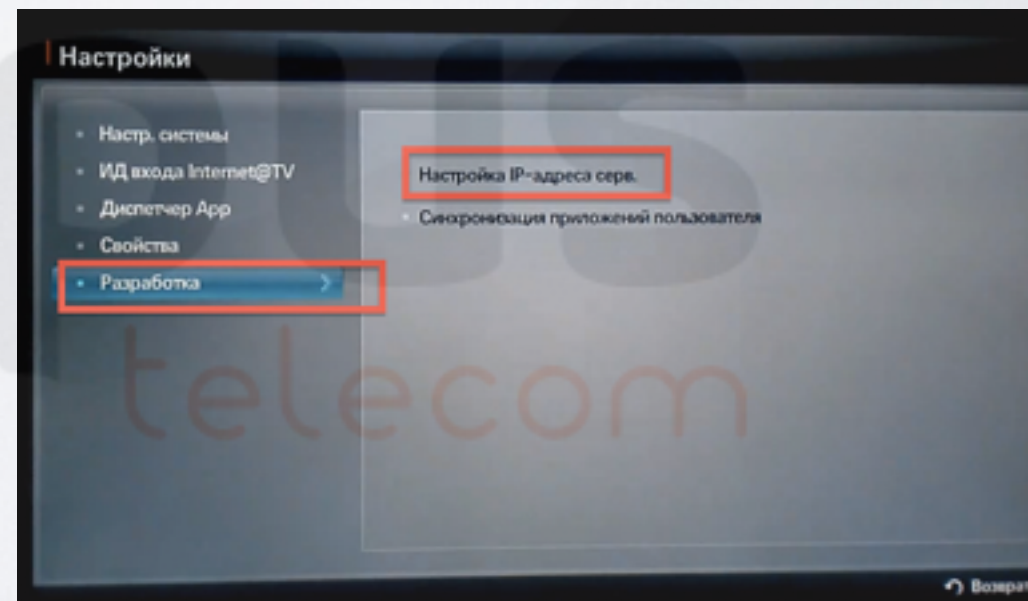 Настройки
Настр. системы
ИД входа Internet@TV
Диспетчер App
Свойства
Разработка
Настройка IP-адреса серв.
Синхронизация приложений пользователя
telecom
Возврат